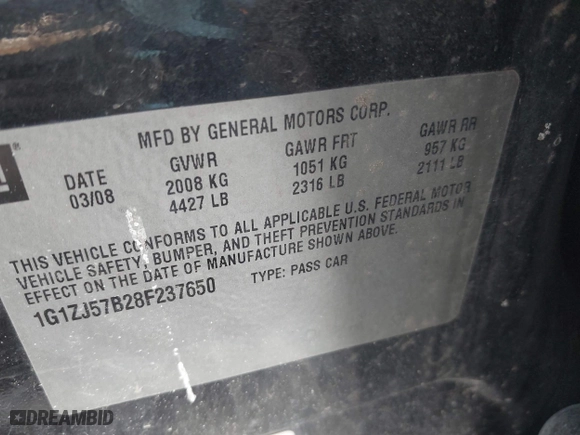 MFD BY GENERAL MOTORS CORP.
DATE GVWR GAWR FRT GAWR RR
03/08 2008 KG 1051 KG 957 KG
4427 LB 2316 LB 2111 LB
THIS VEHICLE CONFORMS TO ALL APPLICABLE U.S. FEDERAL MOTOR
VEHICLE SAFETY, BUMPER, AND THEFT PREVENTION STANDARDS IN
EFFECT ON THE DATE OF MANUFACTURE SHOWN ABOVE.
1G1ZJ57B28F237650 TYPE: PASS CAR
DREAMBID